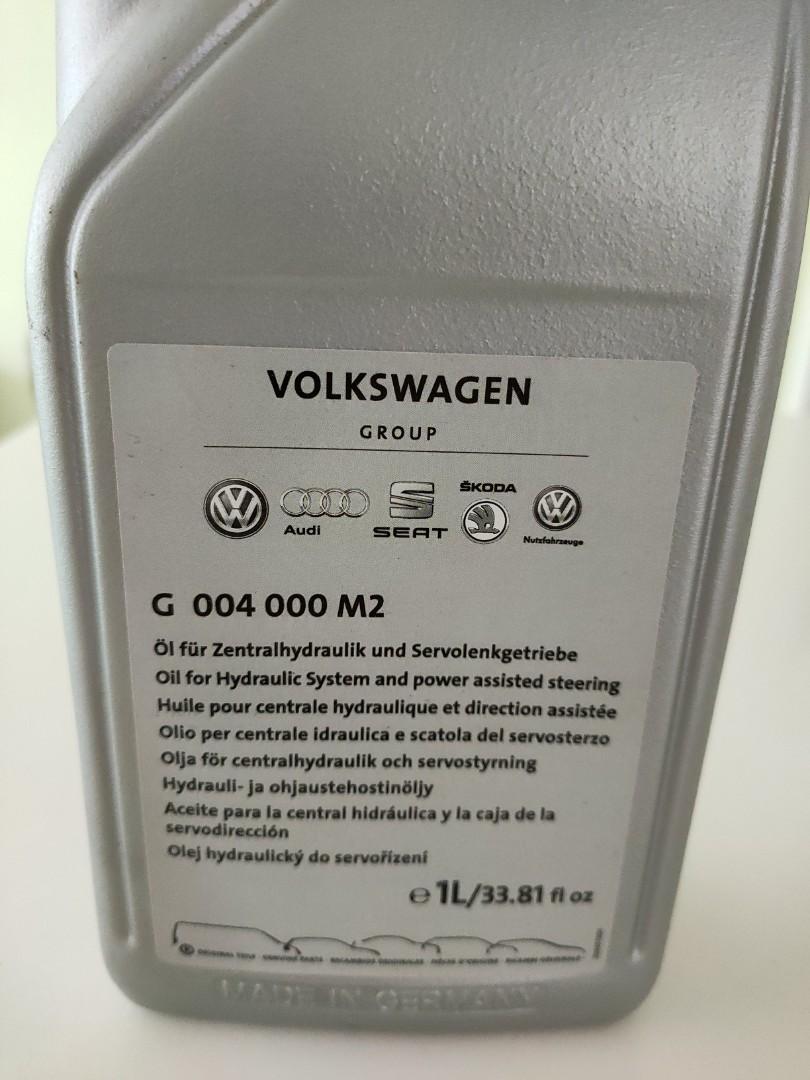 VOLKSWAGEN
GROUP
Audi
SEAT
ŠKODA
Nutzfahrzeuge
G 004 000 M2
Öl für Zentralhydraulik und Servolenkgetriebe
Oil for Hydraulic System and power assisted steering
Huile pour centrale hydraulique et direction assistée
Olio per centrale idraulica e scatola del servosterzo
Olja för centralhydraulik och servostyrning
Hydrauli- ja ohjaustehostinöljy
Aceite para la central hidráulica y la caja de la
servodirección
Olej hydraulický do servořízení
℮ 1L/33.81 fl oz
MADE IN GERMANY